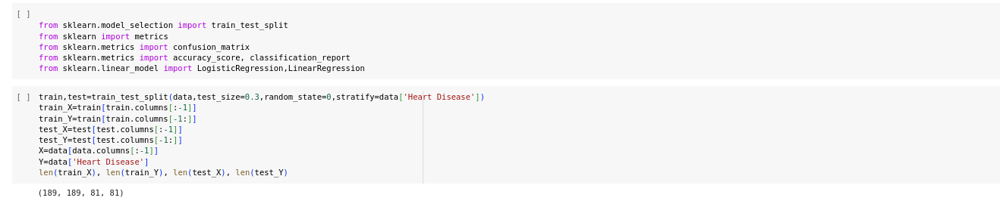 [ ]
from sklearn.model_selection import train_test_split
from sklearn import metrics
from sklearn.metrics import confusion_matrix
from sklearn.metrics import accuracy_score, classification_report
from sklearn.linear_model import LogisticRegression,LinearRegression
[ ] train,test=train_test_split(data,test_size=0.3,random_state=0,stratify=data['Heart Disease'])
train_X=train[train.columns[:-1]]
train_Y=train[train.columns[-1:]]
test_X=test[test.columns[:-1]]
test_Y=test[test.columns[-1:]]
X=data[data.columns[:-1]]
Y=data['Heart Disease']
len(train_X), len(train_Y), len(test_X), len(test_Y)
(189, 189, 81, 81)